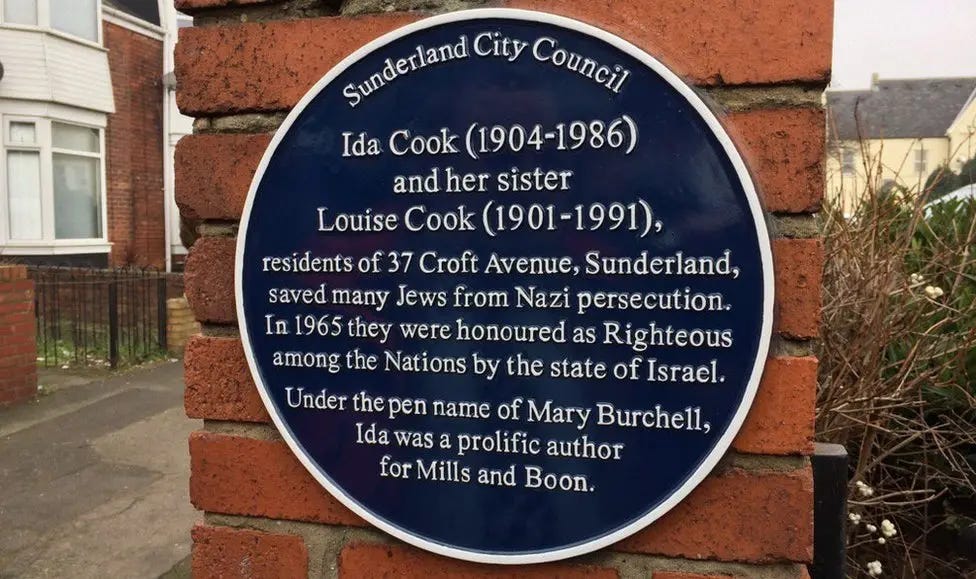 Sunderland City Council
Ida Cook (1904-1986)
and her sister
Louise Cook (1901-1991),
residents of 37 Croft Avenue, Sunderland,
saved many Jews from Nazi persecution.
In 1965 they were honoured as Righteous
among the Nations by the state of Israel.
Under the pen name of Mary Burchell,
Ida was a prolific author
for Mills and Boon.